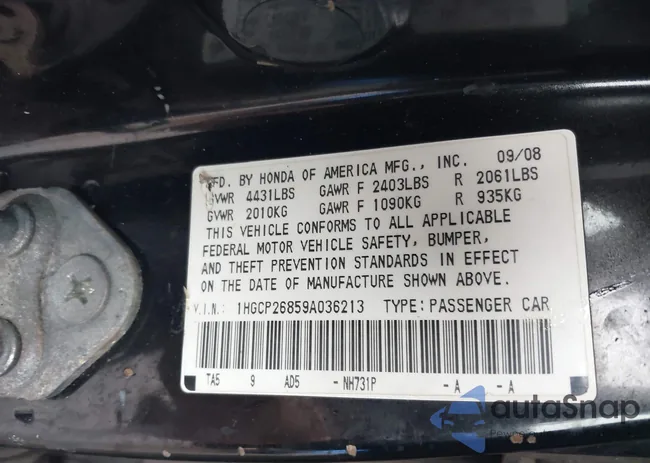 MFD. BY HONDA OF AMERICA MFG., INC. 09/08
GVWR 4431LBS GAWR F 2403LBS R 2061LBS
GVWR 2010KG GAWR F 1090KG R 935KG
THIS VEHICLE CONFORMS TO ALL APPLICABLE
FEDERAL MOTOR VEHICLE SAFETY, BUMPER,
AND THEFT PREVENTION STANDARDS IN EFFECT
ON THE DATE OF MANUFACTURE SHOWN ABOVE.
V.I.N.: 1HGCP26859A036213 TYPE:PASSENGER CAR
TA5 9 AD5 -NH731P -A -A
autoSnap
Powered